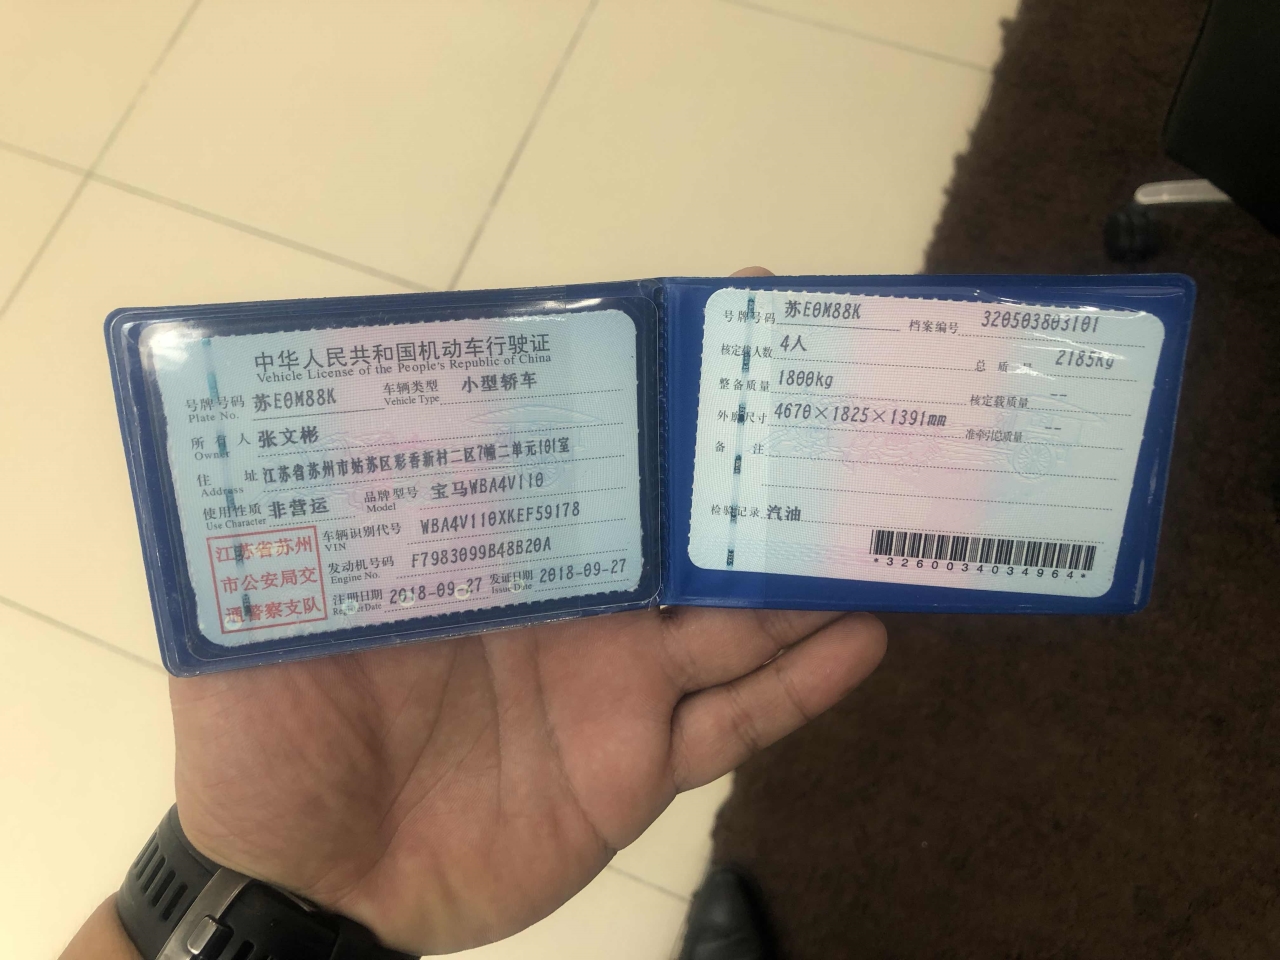 中华人民共和国机动车行驶证
Vehicle License of the People's Republic of China
号牌号码 苏E0M88K 车辆类型 小型轿车
Plate No. Vehicle Type
所有人 张文彬
Owner
住址 江苏省苏州市姑苏区彩香新村二区7幢二单元101室
Address
使用性质 非营运 品牌型号 宝马WBA4V110
Use Character Model
江苏省苏州
市公安局交
通警察支队
车辆识别代号 WBA4V110XKEF59178
VIN
发动机号码 F7983099B48B20A
Engine No.
注册日期 2018-09-27 发证日期 2018-09-27
Register Date Issue Date
号牌号码 苏E0M88K 档案编号 320503803101
核定载人数 4人 总质量 2185kg
整备质量 1800kg 核定载质量 --
外廓尺寸 4670×1825×1391mm 准牵引总质量 --
备注
检验记录 汽油
*3260034034964*